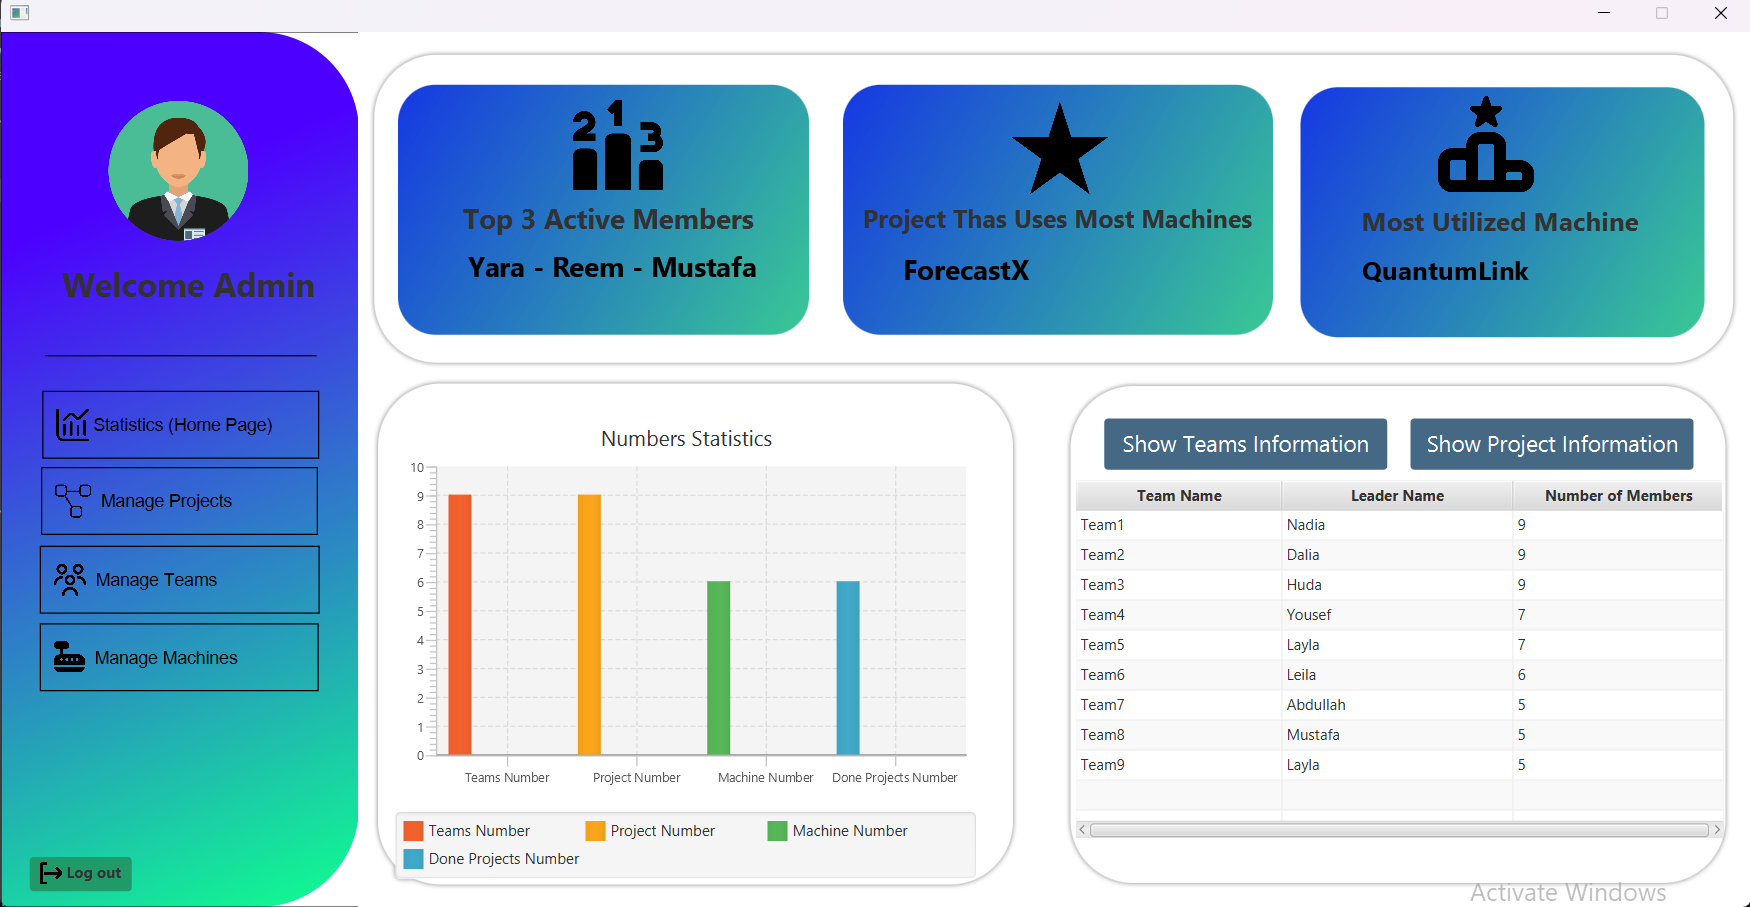 Welcome Admin
Statistics (Home Page)
Manage Projects
Manage Teams
Manage Machines
Log out
2 1 3
Top 3 Active Members
Yara - Reem - Mustafa
Project Thas Uses Most Machines
ForecastX
Most Utilized Machine
QuantumLink
Numbers Statistics
10
9
8
7
6
5
4
3
2
1
0
Teams Number Project Number Machine Number Done Projects Number
Teams Number Project Number Machine Number
Done Projects Number
Show Teams Information Show Project Information
Team Name Leader Name Number of Members
Team1 Nadia 9
Team2 Dalia 9
Team3 Huda 9
Team4 Yousef 7
Team5 Layla 7
Team6 Leila 6
Team7 Abdullah 5
Team8 Mustafa 5
Team9 Layla 5
Activate Windows